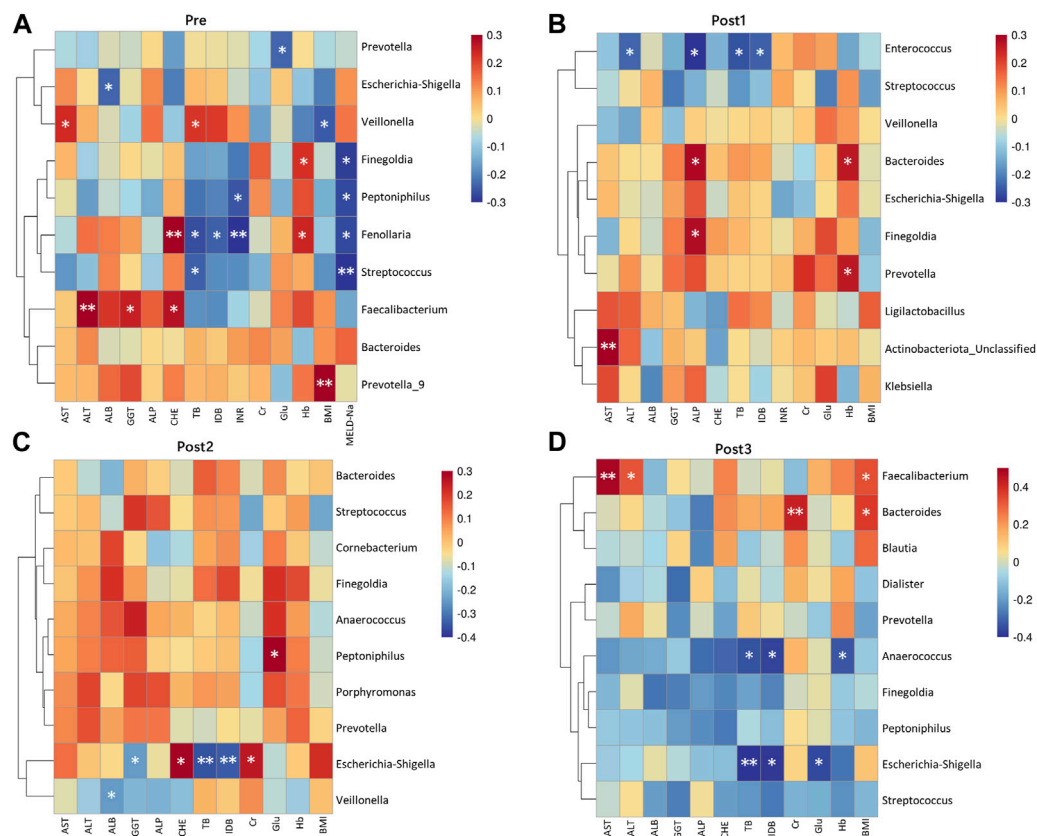 A
Pre
Prevotella
Escherichia-Shigella
Veillonella
Finegoldia
Peptoniphilus
Fenollaria
Streptococcus
Faecalibacterium
Bacteroides
Prevotella_9
* * * * * * * * * * ** * * ** * * * ** ** * * **
AST ALT ALB GGT ALP CHE TB IDB INR Cr Glu Hb BMI MELD-Na
0.3
0.2
0.1
0
-0.1
-0.2
-0.3
B
Post1
Enterococcus
Streptococcus
Veillonella
Bacteroides
Escherichia-Shigella
Finegoldia
Prevotella
Ligilactobacillus
Actinobacteriota_Unclassified
Klebsiella
* * * * * * * * **
AST ALT ALB GGT ALP CHE TB IDB INR Cr Glu Hb BMI
0.3
0.2
0.1
0
-0.1
-0.2
-0.3
C
Post2
Bacteroides
Streptococcus
Cornebacterium
Finegoldia
Anaerococcus
Peptoniphilus
Porphyromonas
Prevotella
Escherichia-Shigella
Veillonella
* * * ** ** * *
AST ALT ALB GGT ALP CHE TB IDB Cr Glu Hb BMI
0.3
0.2
0.1
0
-0.1
-0.2
-0.3
-0.4
D
Post3
Faecalibacterium
Bacteroides
Blautia
Dialister
Prevotella
Anaerococcus
Finegoldia
Peptoniphilus
Escherichia-Shigella
Streptococcus
** * * ** * * * * ** * *
AST ALT ALB GGT ALP CHE TB IDB Cr Glu Hb BMI
0.4
0.2
0
-0.2
-0.4